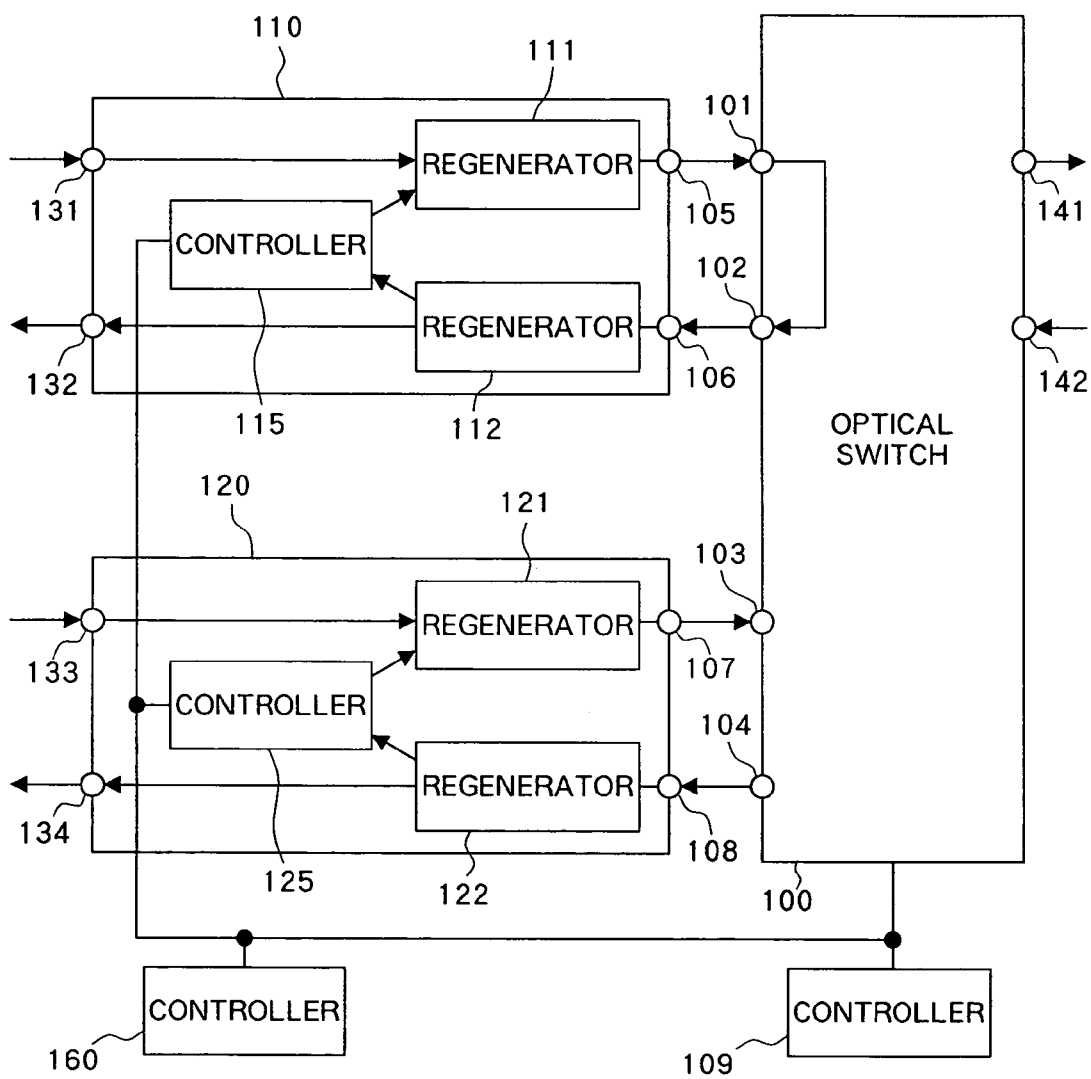 110
111
101
REGENERATOR
131
105
141
CONTROLLER
102
REGENERATOR
132
106
142
115
112
OPTICAL
SWITCH
120
121
103
REGENERATOR
133
107
CONTROLLER
104
REGENERATOR
134
108
125
122
100
CONTROLLER
CONTROLLER
160
109